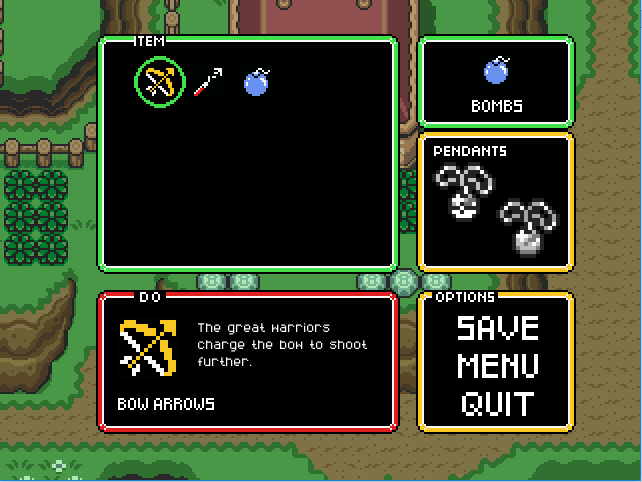 ITEM
BOMBS
PENDANTS
DO
The great warriors
charge the bow to shoot
further.
BOW ARROWS
OPTIONS
SAVE
MENU
QUIT